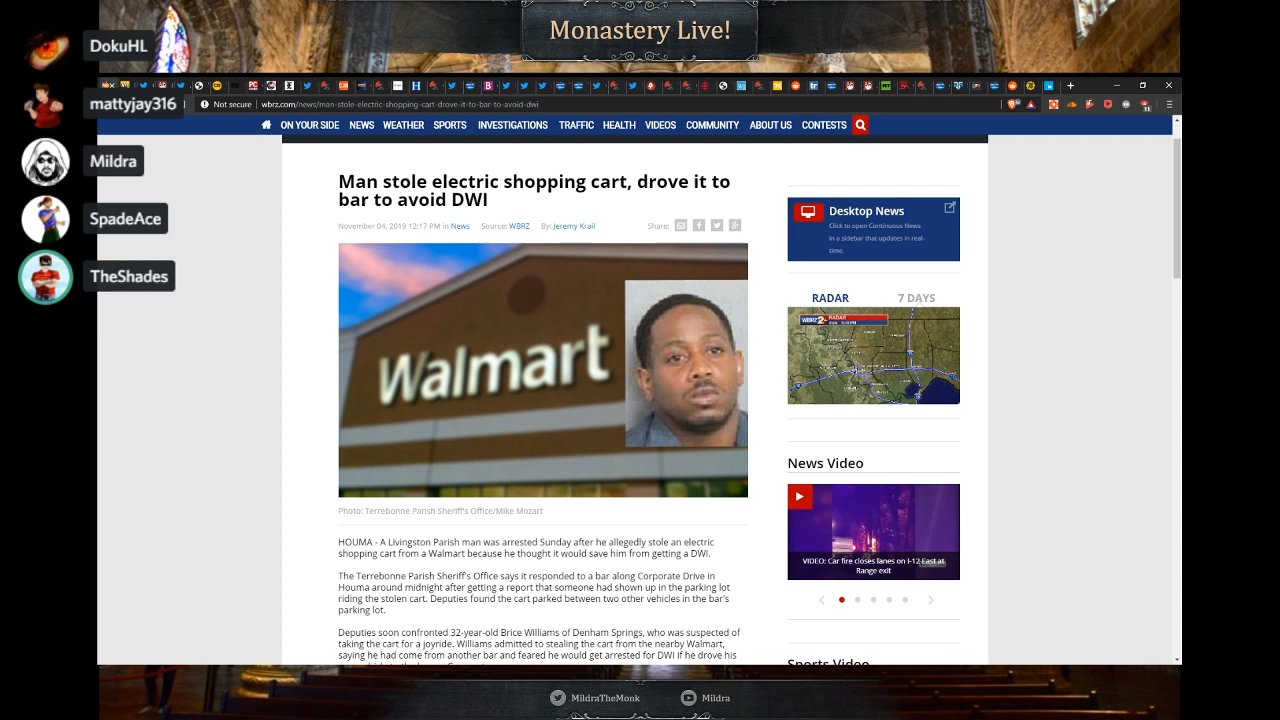 Monastery Live!
DokuHL
mattyjay316
Mildra
SpadeAce
TheShades
Not secure | wbrz.com/news/man-stole-electric-shopping-cart-drove-it-to-bar-to-avoid-dwi
ON YOUR SIDE NEWS WEATHER SPORTS INVESTIGATIONS TRAFFIC HEALTH VIDEOS COMMUNITY ABOUT US CONTESTS
Man stole electric shopping cart, drove it to
bar to avoid DWI
November 04, 2019 12:17 PM in News Source: WBRZ By: Jeremy Krail Share:
Walmart
Photo: Terrebonne Parish Sheriff's Office/Mike Mozart
HOUMA - A Livingston Parish man was arrested Sunday after he allegedly stole an electric
shopping cart from a Walmart because he thought it would save him from getting a DWI.
The Terrebonne Parish Sheriff's Office says it responded to a bar along Corporate Drive in
Houma around midnight after getting a report that someone had shown up in the parking lot
riding the stolen cart. Deputies found the cart parked between two other vehicles in the bar's
parking lot.
Deputies soon confronted 32-year-old Brice Williams of Denham Springs, who was suspected of
taking the cart for a joyride. Williams admitted to stealing the cart from the nearby Walmart,
saying he had come from another bar and feared he would get arrested for DWI if he drove his
Desktop News
Click to open Continuous News
in a sidebar that updates in real-
time.
RADAR 7 DAYS
WBRZ 2 RADAR
News Video
VIDEO: Car fire closes lanes on I-12 East at
Range exit
Sports Video
MildraTheMonk Mildra